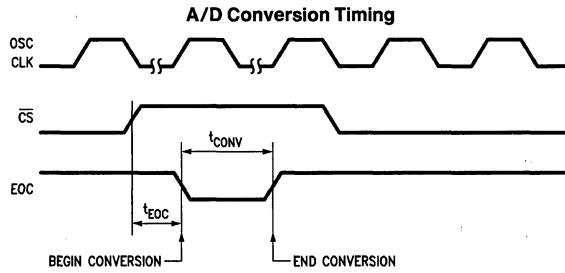 A/D Conversion Timing
OSC
CLK
CS
tCONV
EOC
tEOC
BEGIN CONVERSION
END CONVERSION